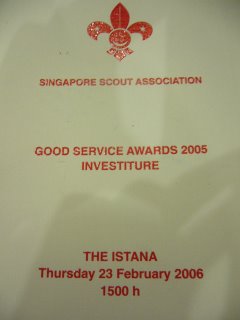 SINGAPORE SCOUT ASSOCIATION
GOOD SERVICE AWARDS 2005
INVESTITURE
THE ISTANA
Thursday 23 February 2006
1500 h